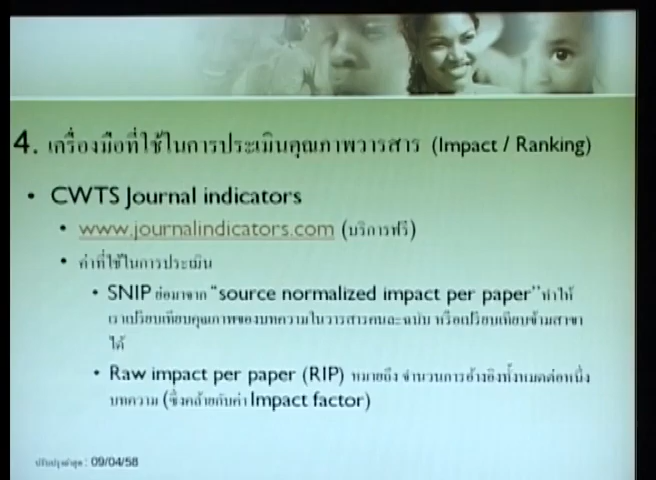 4. เครื่องมือที่ใช้ในการประเมินคุณภาพวารสาร (Impact / Ranking)
• CWTS Journal indicators
• www.journalindicators.com (บริการฟรี)
• ค่าที่ใช้ในการประเมิน
• SNIP ย่อมาจาก "source normalized impact per paper" ทำให้
เราเปรียบเทียบคุณภาพของบทความในวารสารคนละฉบับ หรือเปรียบเทียบข้ามสาขา
ได้
• Raw impact per paper (RIP) หมายถึง จำนวนการอ้างอิงทั้งหมดต่อหนึ่ง
บทความ (ซึ่งคล้ายกับค่า Impact factor)
ปรับปรุงล่าสุด : 09/04/58